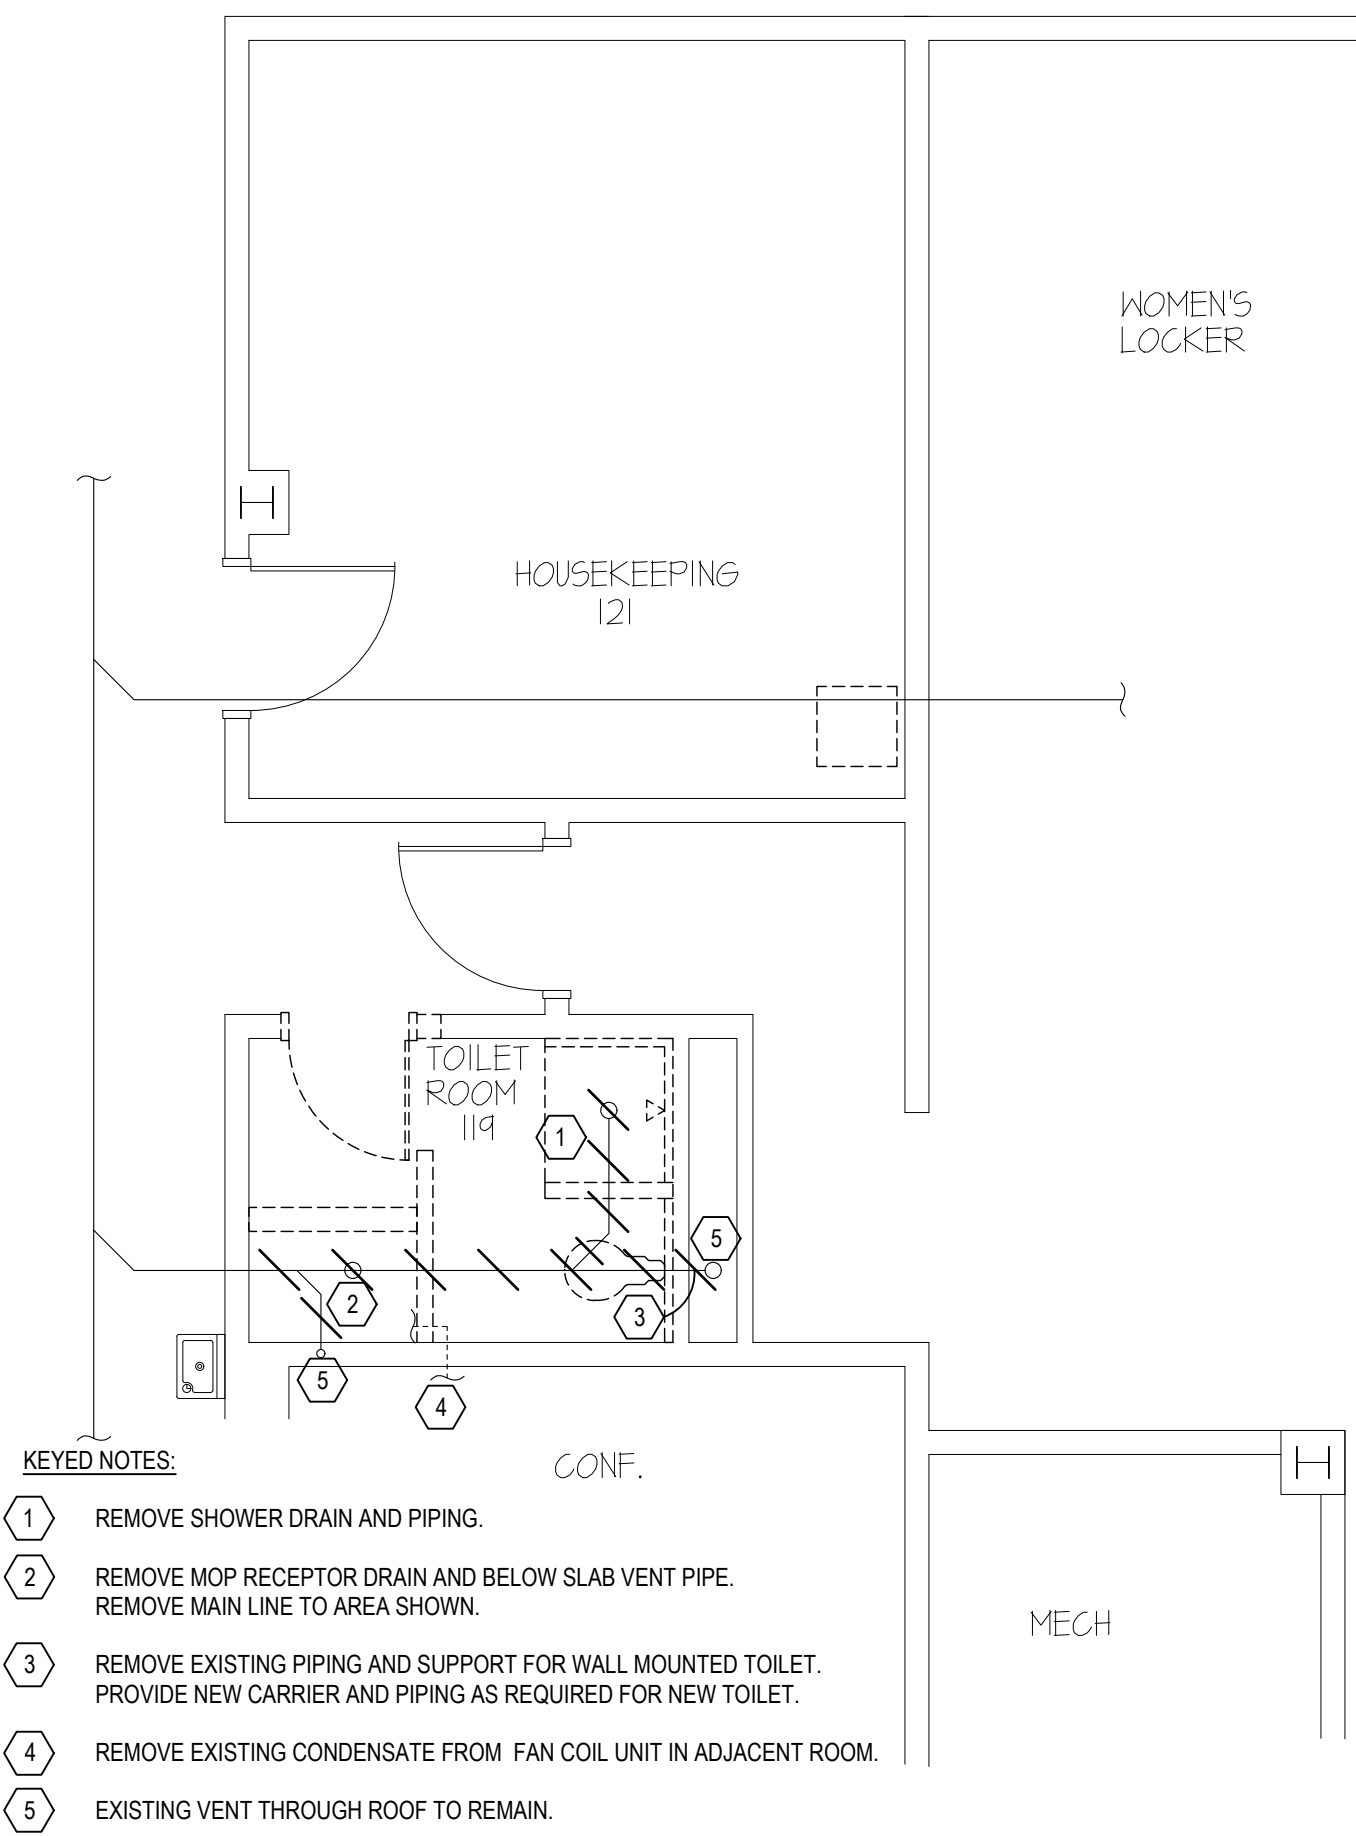 WOMEN'S
LOCKER
HOUSEKEEPING
121
TOILET
ROOM
119
1
5
2
3
5
4
CONF.
KEYED NOTES:
1 REMOVE SHOWER DRAIN AND PIPING.
2 REMOVE MOP RECEPTOR DRAIN AND BELOW SLAB VENT PIPE.
REMOVE MAIN LINE TO AREA SHOWN.
MECH
3 REMOVE EXISTING PIPING AND SUPPORT FOR WALL MOUNTED TOILET.
PROVIDE NEW CARRIER AND PIPING AS REQUIRED FOR NEW TOILET.
4 REMOVE EXISTING CONDENSATE FROM FAN COIL UNIT IN ADJACENT ROOM.
5 EXISTING VENT THROUGH ROOF TO REMAIN.